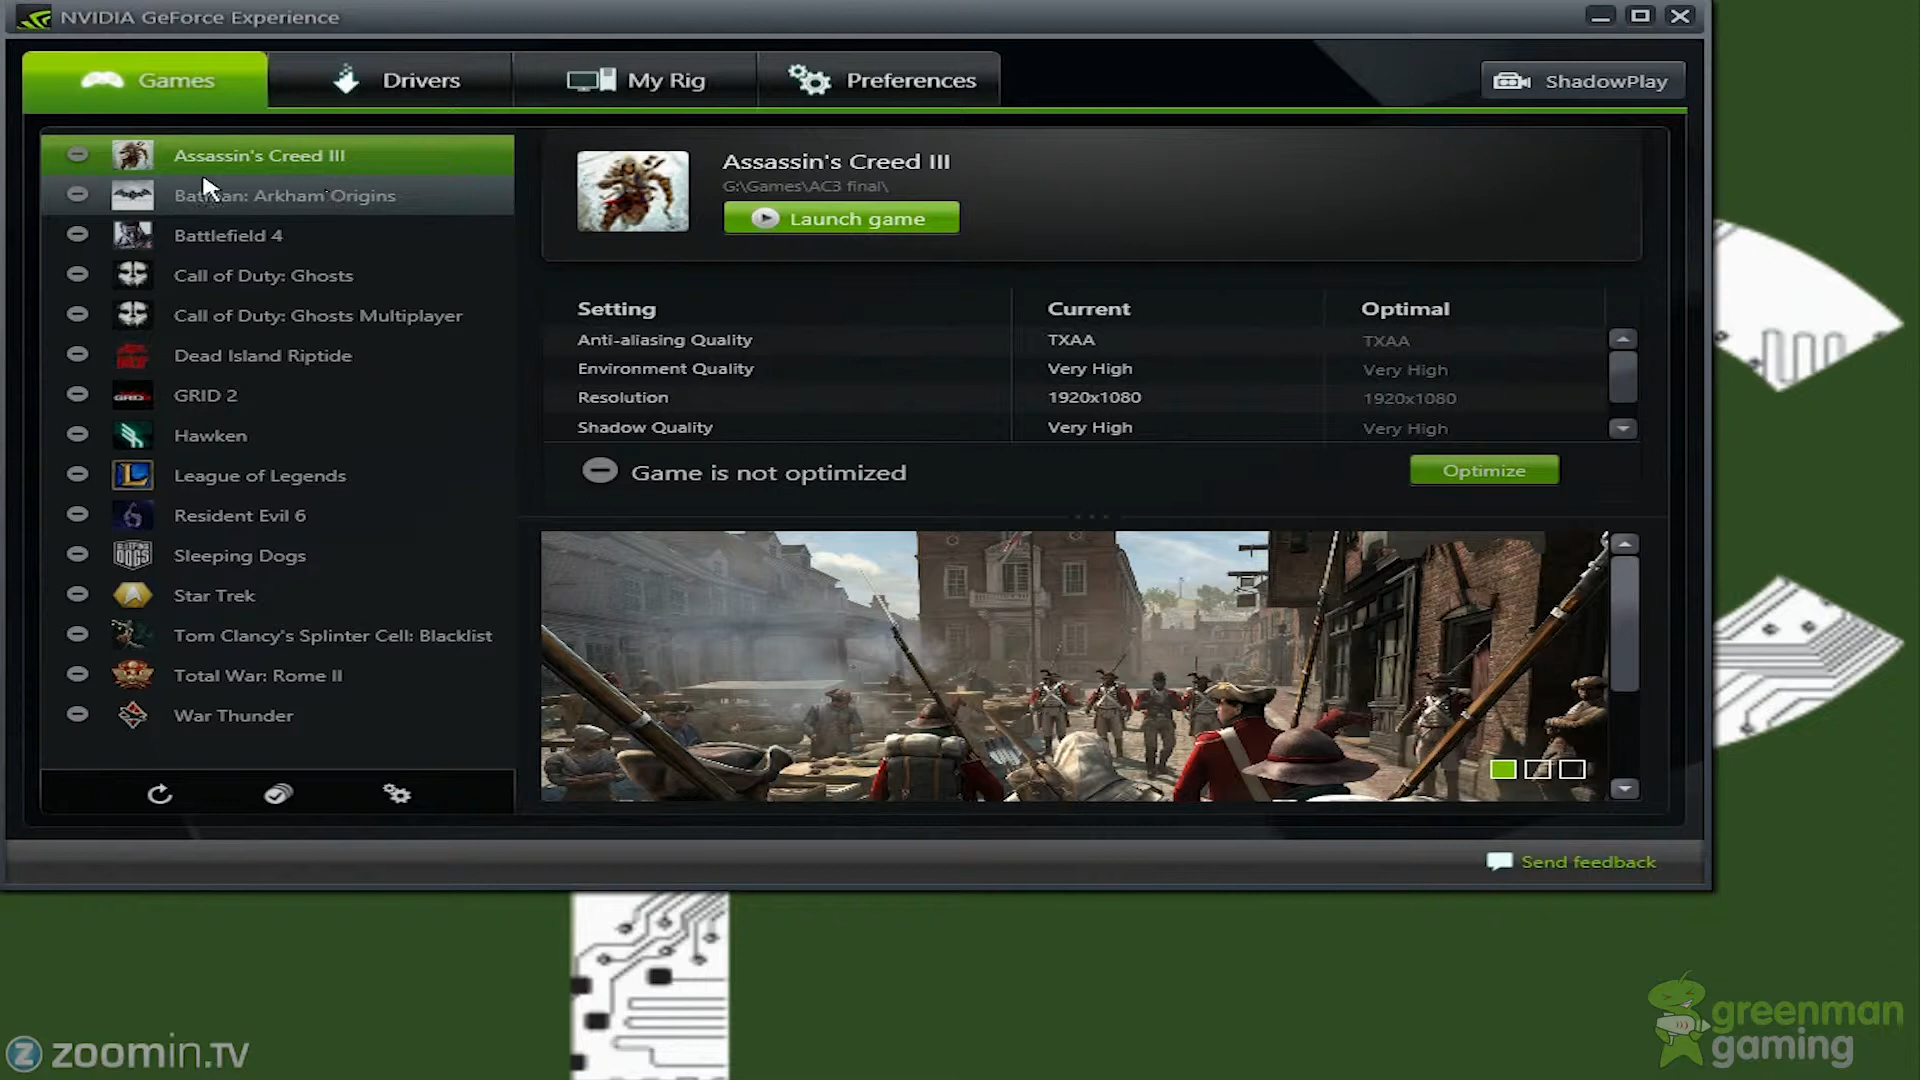 NVIDIA GeForce Experience
Games
Drivers
My Rig
Preferences
ShadowPlay
Assassin's Creed III
Batman: Arkham Origins
Battlefield 4
Call of Duty: Ghosts
Call of Duty: Ghosts Multiplayer
Dead Island Riptide
GRID 2
Hawken
League of Legends
Resident Evil 6
Sleeping Dogs
Star Trek
Tom Clancy's Splinter Cell: Blacklist
Total War: Rome II
War Thunder
Assassin's Creed III
G:\Games\AC3 final\
Launch game
Setting Current Optimal
Anti-aliasing Quality TXAA TXAA
Environment Quality Very High Very High
Resolution 1920x1080 1920x1080
Shadow Quality Very High Very High
Game is not optimized
Optimize
Send feedback
Z zoomin.TV
greenman
gaming